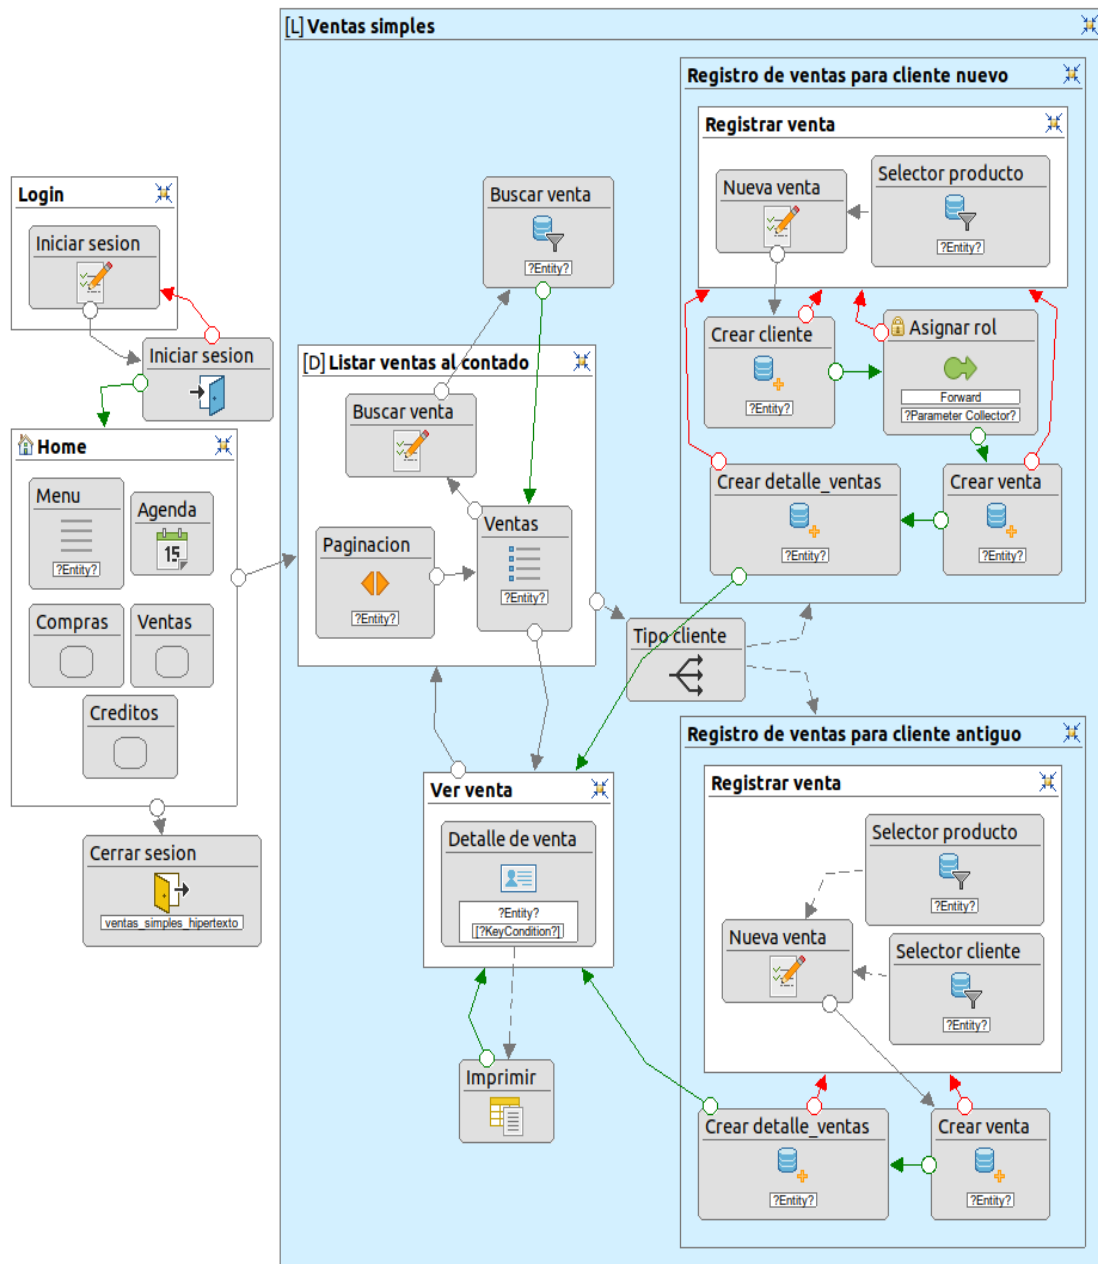 [L] Ventas simples
Registro de ventas para cliente nuevo
Registrar venta
Nueva venta
Selector producto
?Entity?
Crear cliente
?Entity?
Asignar rol
Forward
?Parameter Collector?
Crear detalle_ventas
?Entity?
Crear venta
?Entity?
Login
Iniciar sesion
Iniciar sesion
Buscar venta
?Entity?
[D] Listar ventas al contado
Buscar venta
Paginacion
?Entity?
Ventas
?Entity?
Home
Menu
?Entity?
Agenda
15
Compras
Ventas
Creditos
Cerrar sesion
ventas_simples_hipertexto
Tipo cliente
Ver venta
Detalle de venta
?Entity?
[?KeyCondition?]
Imprimir
Registro de ventas para cliente antiguo
Registrar venta
Selector producto
?Entity?
Nueva venta
Selector cliente
?Entity?
Crear detalle_ventas
?Entity?
Crear venta
?Entity?